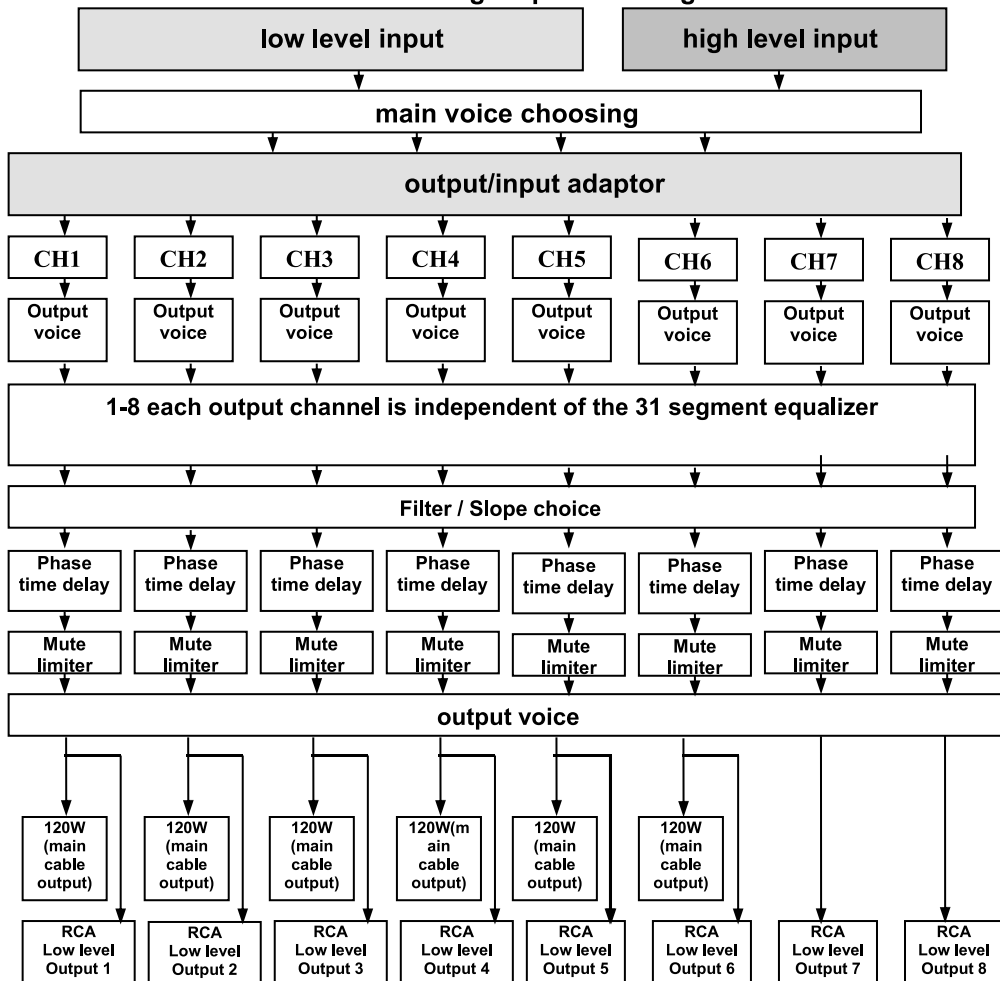 low level input
high level input
main voice choosing
output/input adaptor
CH1 CH2 CH3 CH4 CH5 CH6 CH7 CH8
Output voice
Output voice
Output voice
Output voice
Output voice
Output voice
Output voice
Output voice
1-8 each output channel is independent of the 31 segment equalizer
Filter / Slope choice
Phase
time delay
Phase
time delay
Phase
time delay
Phase
time delay
Phase
time delay
Phase
time delay
Phase
time delay
Phase
time delay
Mute
limiter
Mute
limiter
Mute
limiter
Mute
limiter
Mute
limiter
Mute
limiter
Mute
limiter
Mute
limiter
output voice
120W
(main
cable
output)
120W
(main
cable
output)
120W
(main
cable
output)
120W(m
ain cable
output)
120W
(main
cable
output)
120W
(main
cable
output)
RCA
Low level
Output 1
RCA
Low level
Output 2
RCA
Low level
Output 3
RCA
Low level
Output 4
RCA
Low level
Output 5
RCA
Low level
Output 6
RCA
Low level
Output 7
RCA
Low level
Output 8